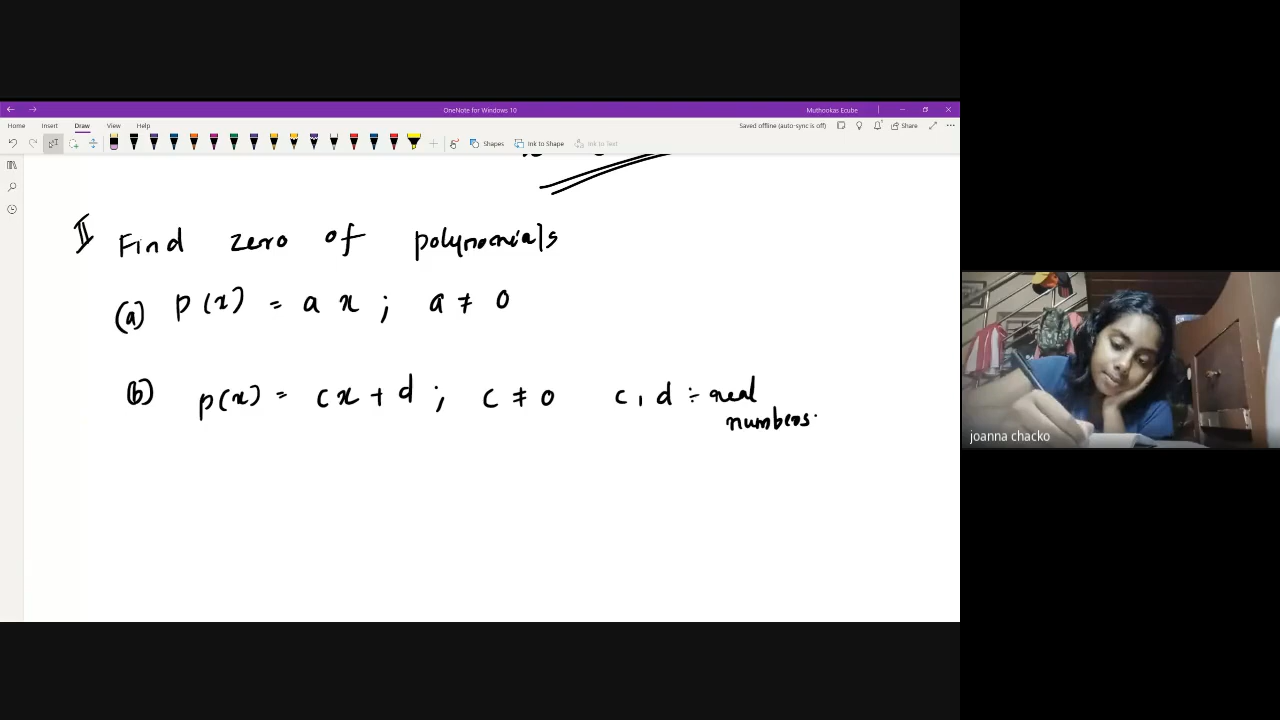 OneNote for Windows 10
Muthookas Ecube
Home Insert Draw View Help
Saved offline (auto-sync is off)
Share
Shapes Ink to Shape Ink to Text
II Find zero of polynomials
(a) p(x) = a x ; a ≠ 0
(b) p(x) = cx + d ; c ≠ 0 c, d ÷ real
numbers.
joanna chacko